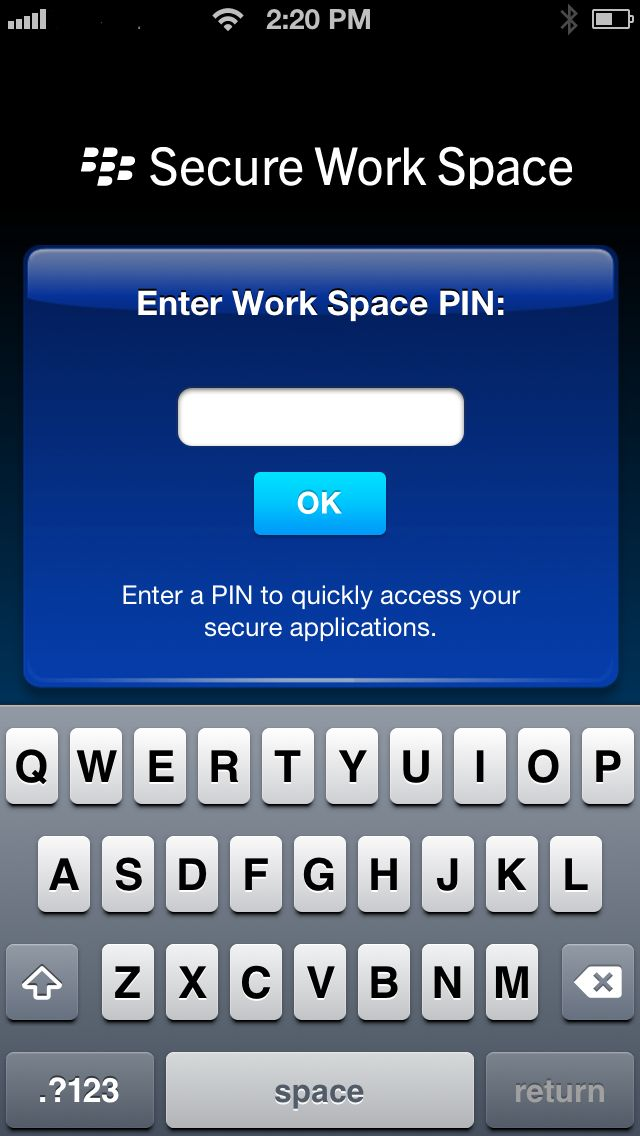 2:20 PM
Secure Work Space
Enter Work Space PIN:
OK
Enter a PIN to quickly access your
secure applications.
Q W E R T Y U I O P
A S D F G H J K L
Z X C V B N M
.?123 space return